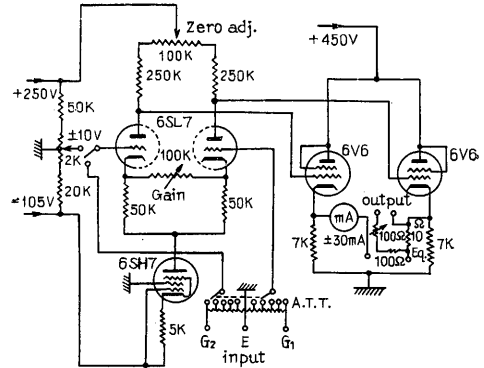 Zero adj.
100K
+450V
250K
250K
+250V
50K
6SL7
±10V
2K
100K
Gain
6V6
6V6
20K
-105V
50K
50K
output
mA
±30mA
100Ω
Ω
10
Eq.
100Ω
7K
7K
6SH7
A.T.T.
5K
G2
E
G1
input